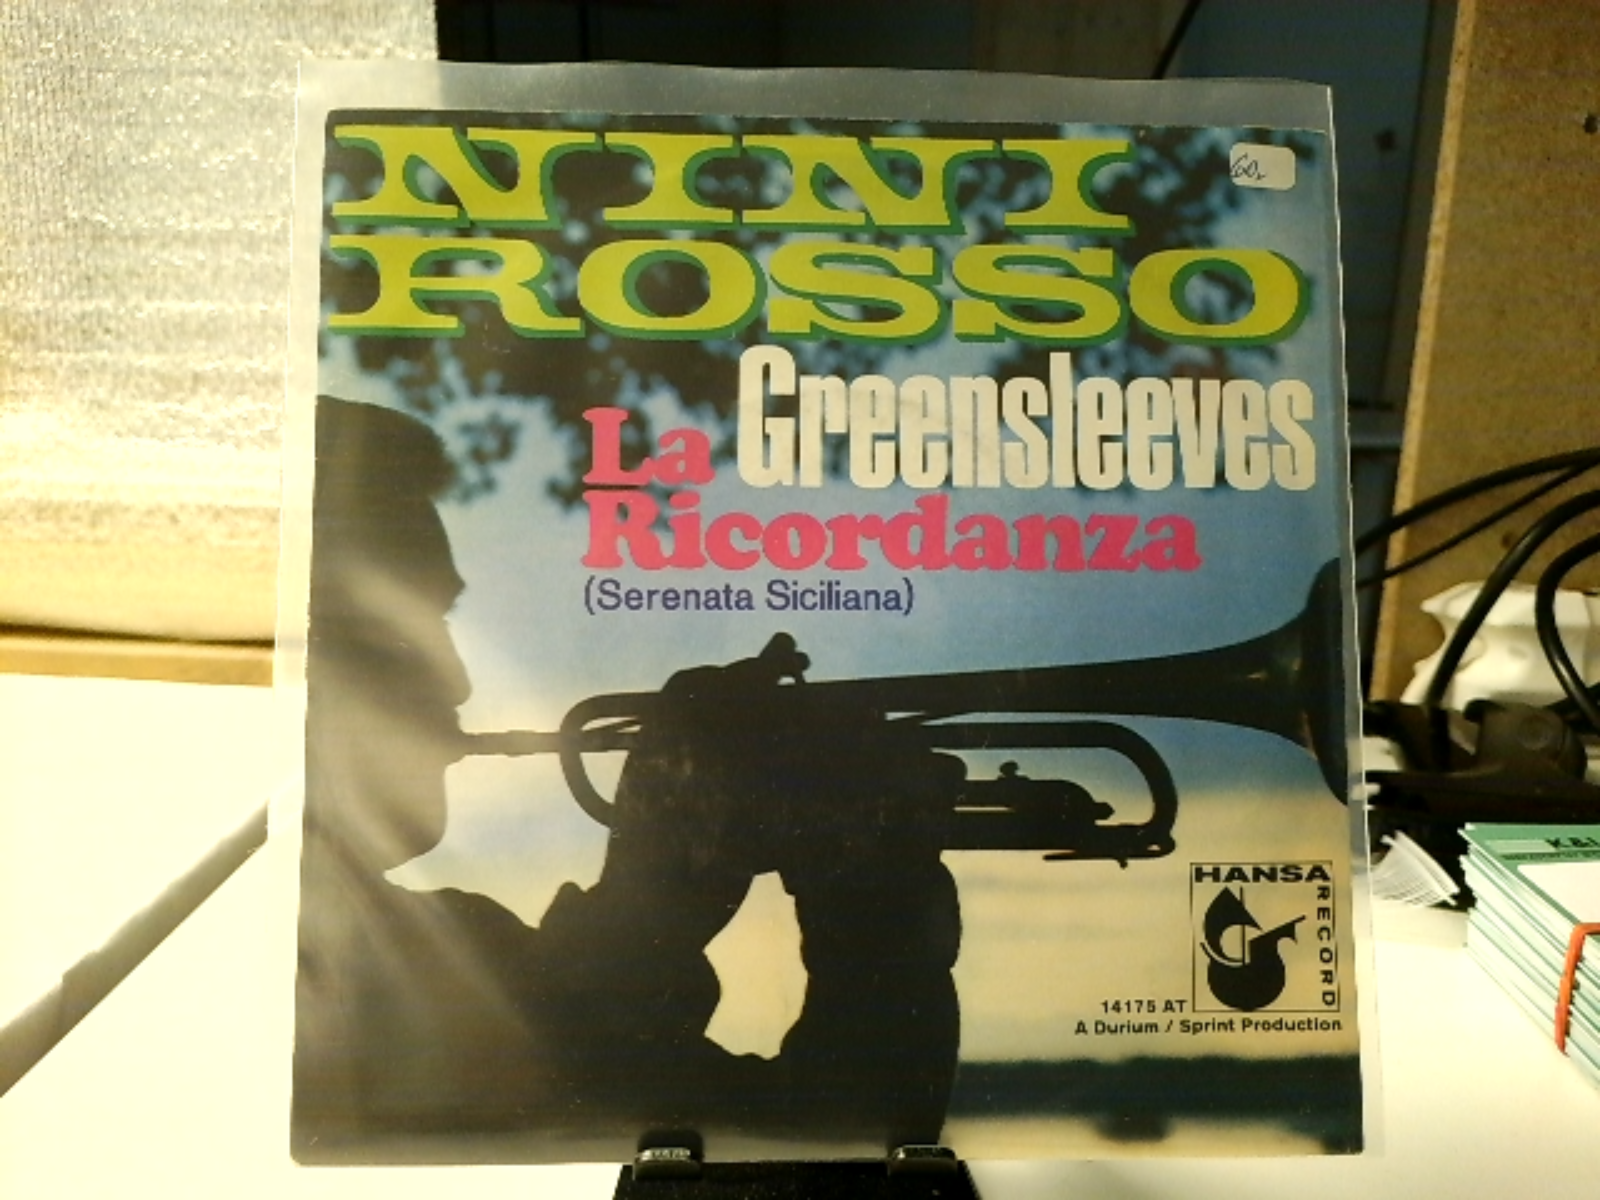 NINI
ROSSO
60,
Greensleeves
La
Ricordanza
(Serenata Siciliana)
HANSA
RECORD
14175 AT
A Durium / Sprint Production